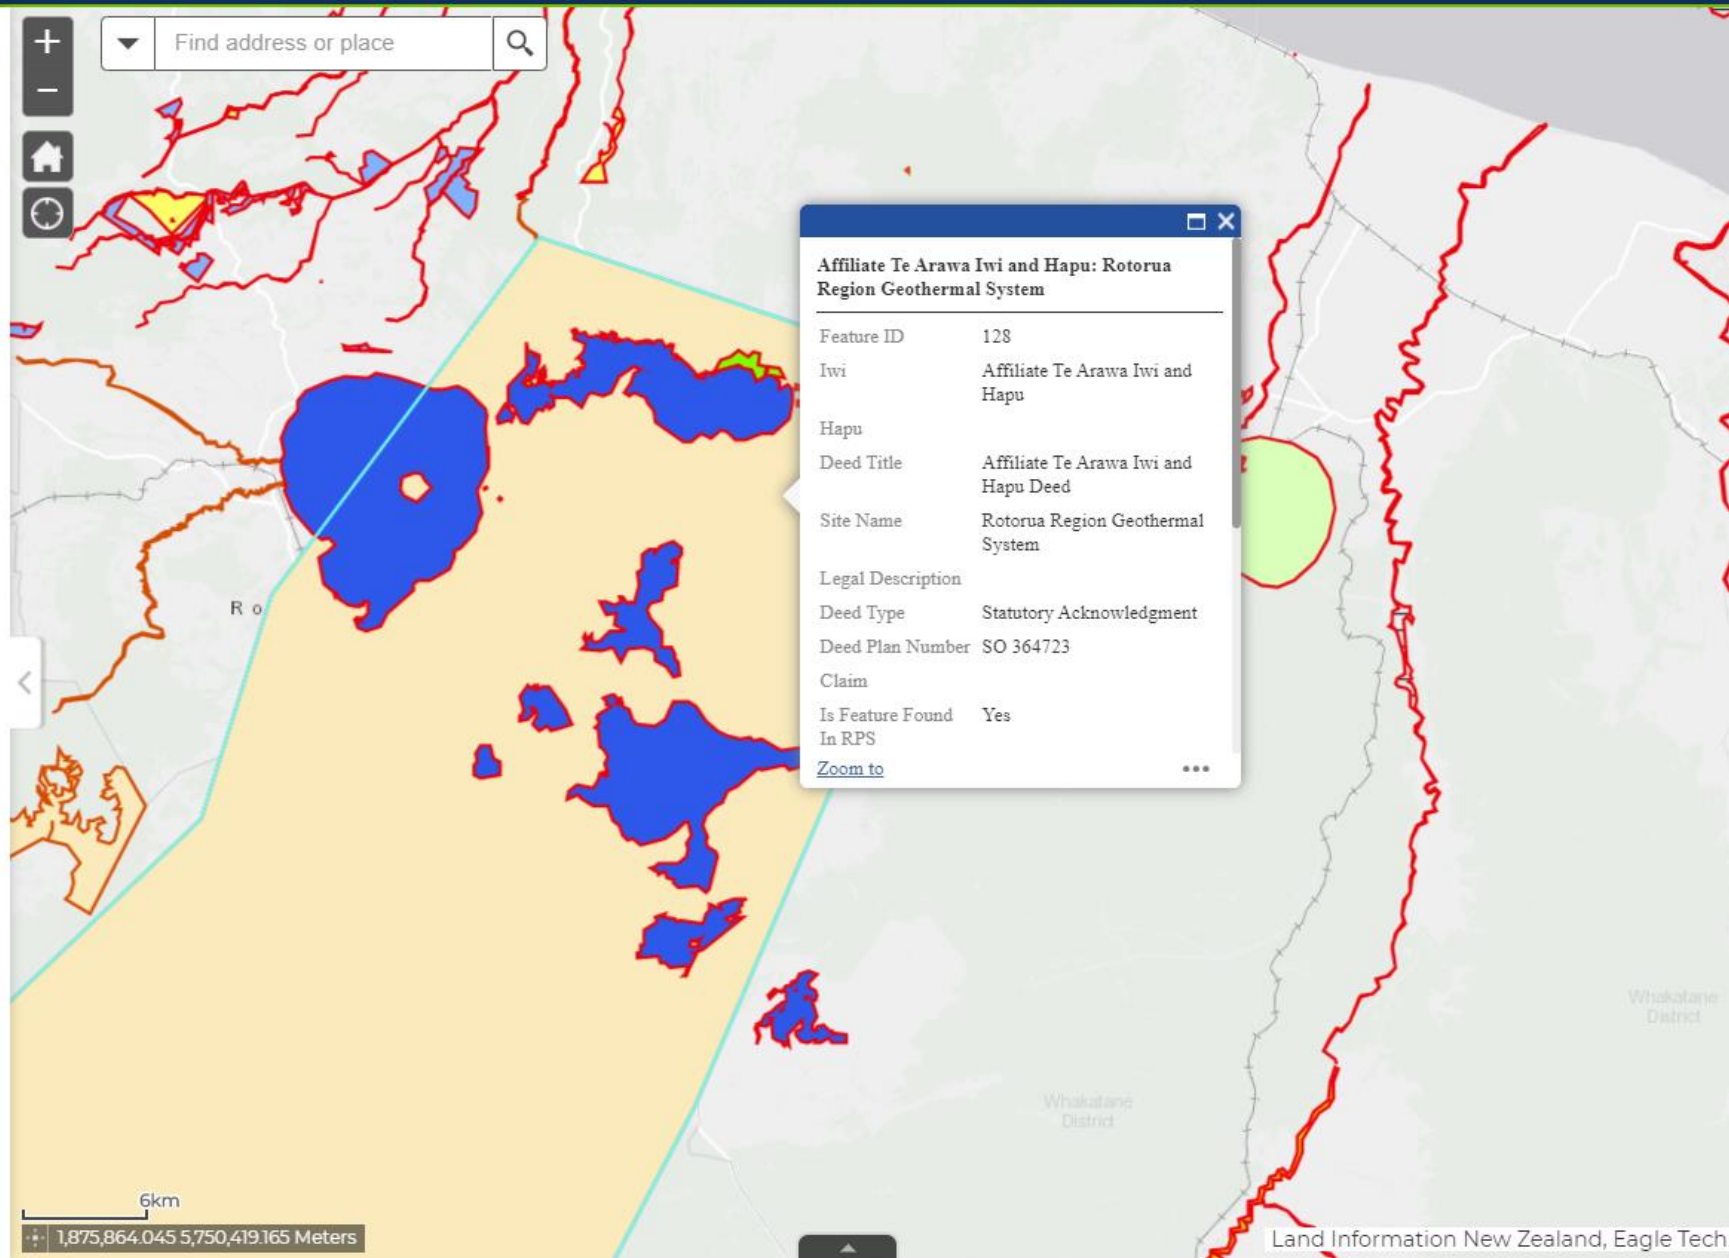 Find address or place
Affiliate Te Arawa Iwi and Hapu: Rotorua
Region Geothermal System
Feature ID 128
Iwi Affiliate Te Arawa Iwi and
Hapu
Hapu
Deed Title Affiliate Te Arawa Iwi and
Hapu Deed
Site Name Rotorua Region Geothermal
System
Legal Description
Deed Type Statutory Acknowledgment
Deed Plan Number SO 364723
Claim
Is Feature Found Yes
In RPS
Zoom to
R o
Whakatane
District
Whakatane
District
6km
1,875,864.045 5,750,419.165 Meters
Land Information New Zealand, Eagle Tech